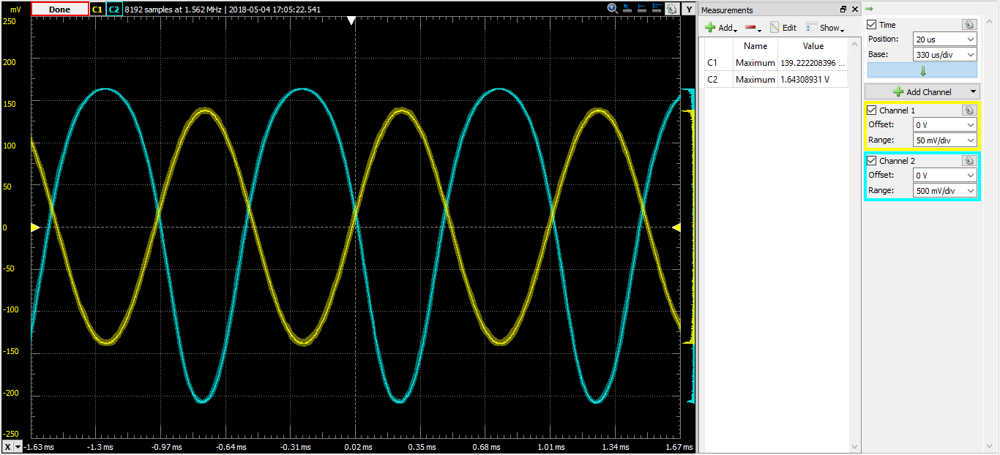 mV Done C1 C2 8192 samples at 1.562 MHz | 2018-05-04 17:05:22.541 Y
250
200
150
100
50
0
-50
-100
-150
-200
-250
X -1.63 ms -1.3 ms -0.97 ms -0.64 ms -0.31 ms 0.02 ms 0.35 ms 0.68 ms 1.01 ms 1.34 ms 1.67 ms
Measurements
Add Edit Show
Name Value
C1 Maximum 139.222208396 ...
C2 Maximum 1.64308931 V
Time
Position: 20 us
Base: 330 us/div
Add Channel
Channel 1
Offset: 0 V
Range: 50 mV/div
Channel 2
Offset: 0 V
Range: 500 mV/div